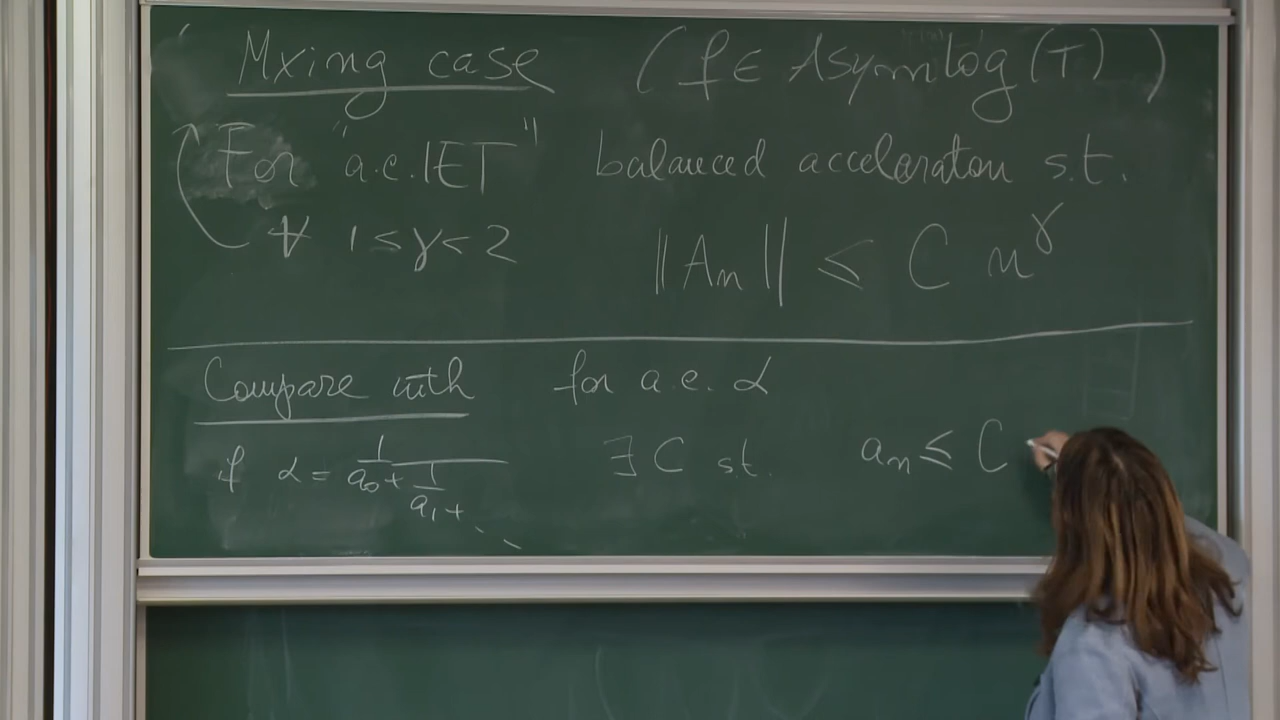 Mxing case ( f ∈ Asymlog (T) )
For "a.e. IET" balanced acceleraton s.t.
∀ 1 ≤ γ < 2 ‖An‖ ≤ C n^γ
Compare with for a.e. α
if α = 1/(a0 + 1/(a1 + ⋱ ∃ C st. an ≤ C